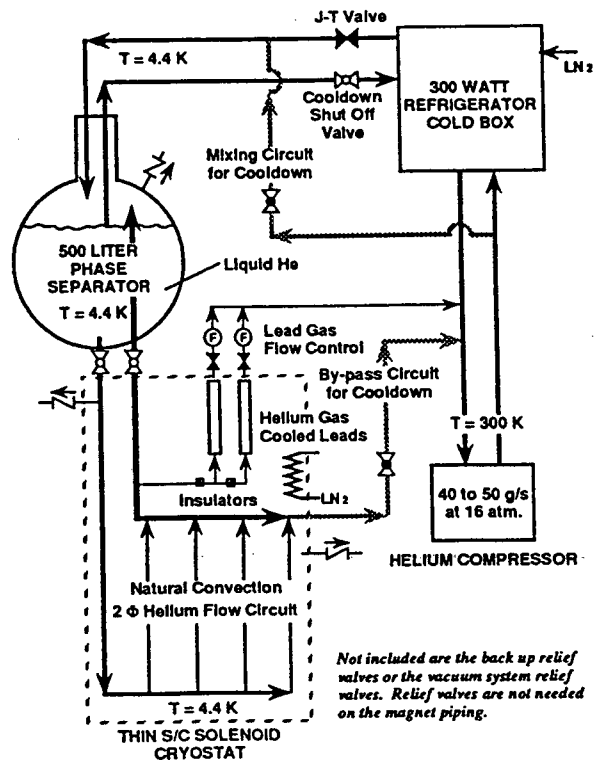 J-T Valve
T = 4.4 K
LN 2
300 WATT
REFRIGERATOR
COLD BOX
Cooldown
Shut Off
Valve
Mixing Circuit
for Cooldown
500 LITER
PHASE
SEPARATOR
T = 4.4 K
Liquid He
F
F
Lead Gas
Flow Control
By-pass Circuit
for Cooldown
T = 300 K
Helium Gas
Cooled Leads
Insulators
LN 2
40 to 50 g/s
at 16 atm.
HELIUM COMPRESSOR
Natural Convection
2 Φ Helium Flow Circuit
T = 4.4 K
THIN S/C SOLENOID
CRYOSTAT
Not included are the back up relief
valves or the vacuum system relief
valves. Relief valves are not needed
on the magnet piping.